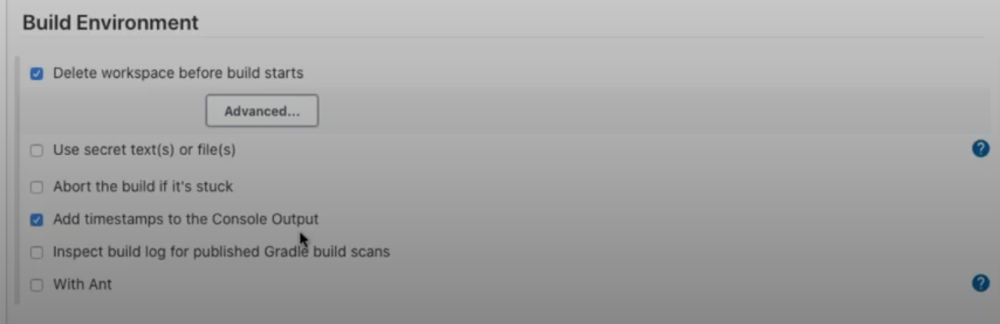 Build Environment
Delete workspace before build starts
Advanced...
Use secret text(s) or file(s)
?
Abort the build if it's stuck
Add timestamps to the Console Output
Inspect build log for published Gradle build scans
With Ant
?